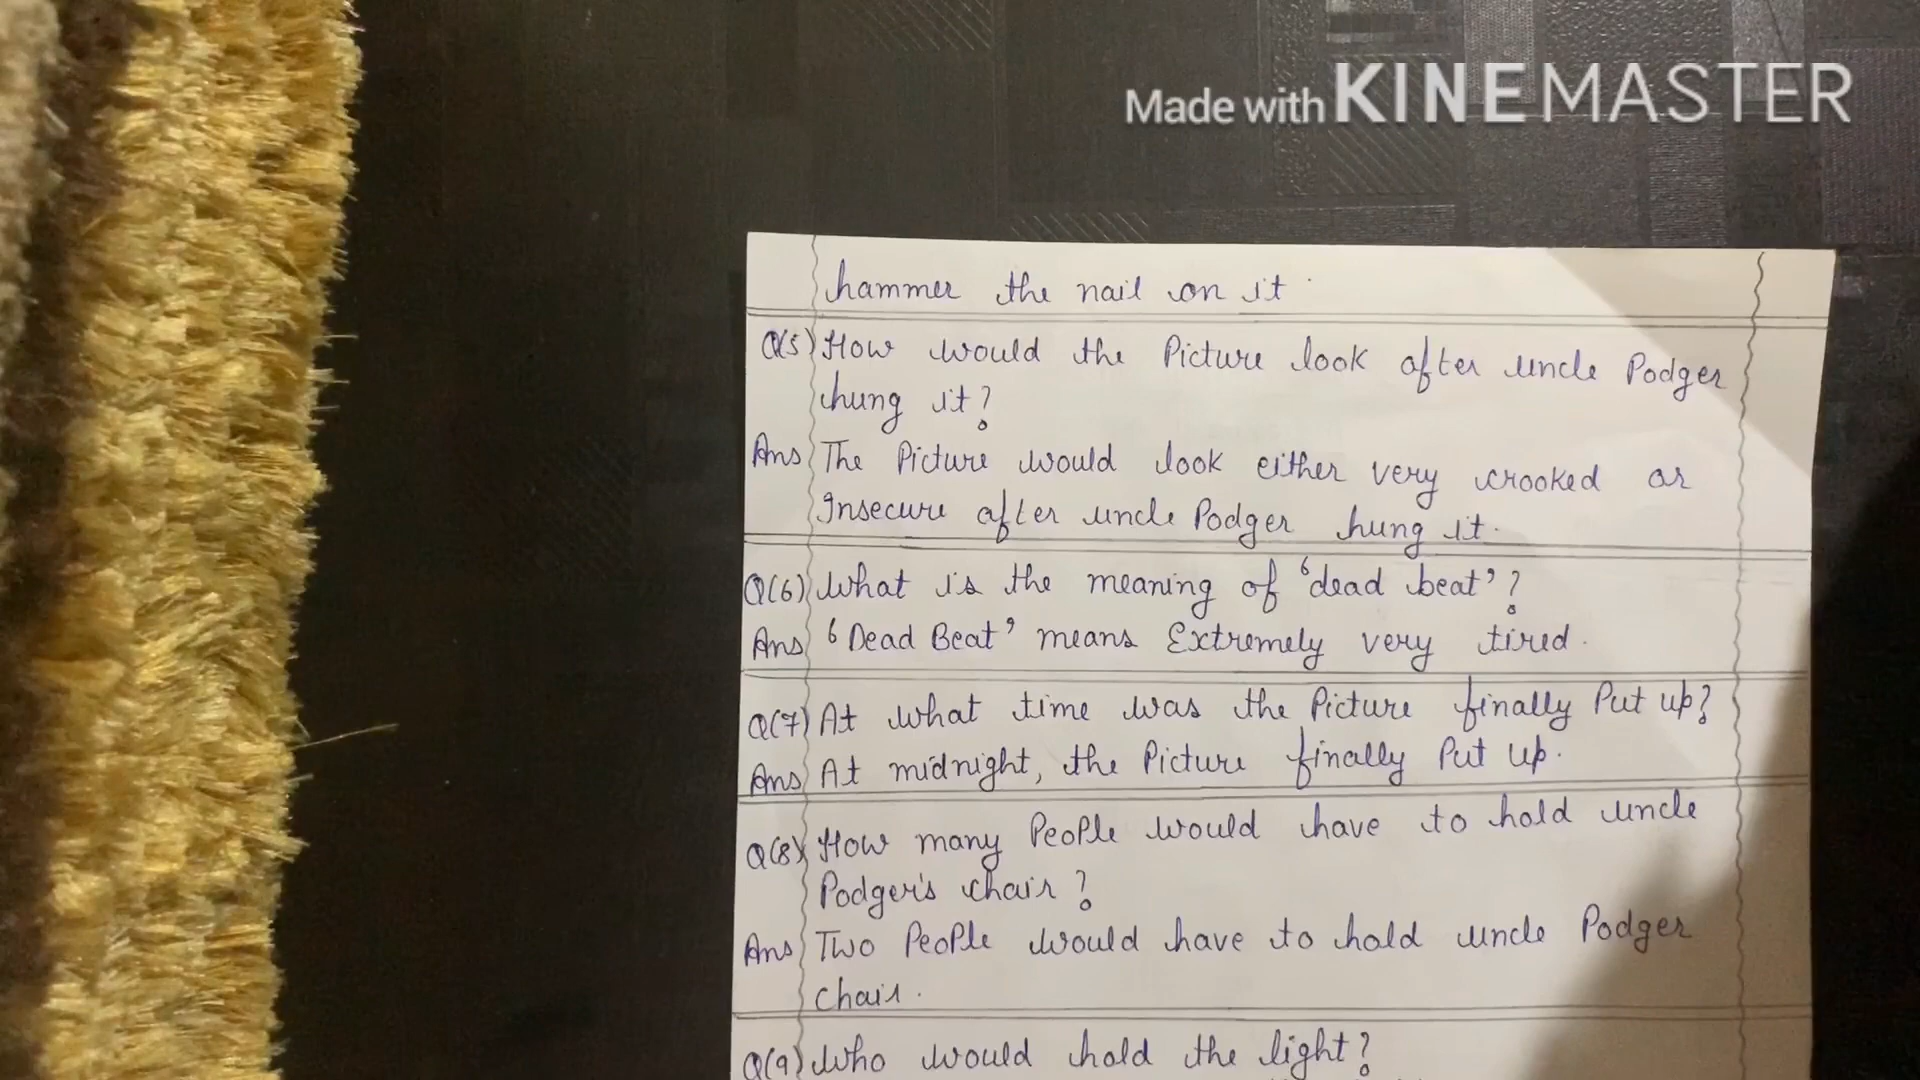 Made with KINEMASTER
hammer the nail on it.
Q(5) How would the Picture look after uncle Podger
hung it?
Ans The Picture would look either very crooked or
Insecure after uncle Podger hung it.
Q(6) What is the meaning of 'dead beat'?
Ans 'Dead Beat' means Extremely very tired.
Q(7) At what time was the Picture finally Put up?
Ans At midnight, the Picture finally Put up.
Q(8) How many People would have to hold uncle
Podger's chair?
Ans Two People would have to hold uncle Podger
chair.
Q(9) Who would hold the light?